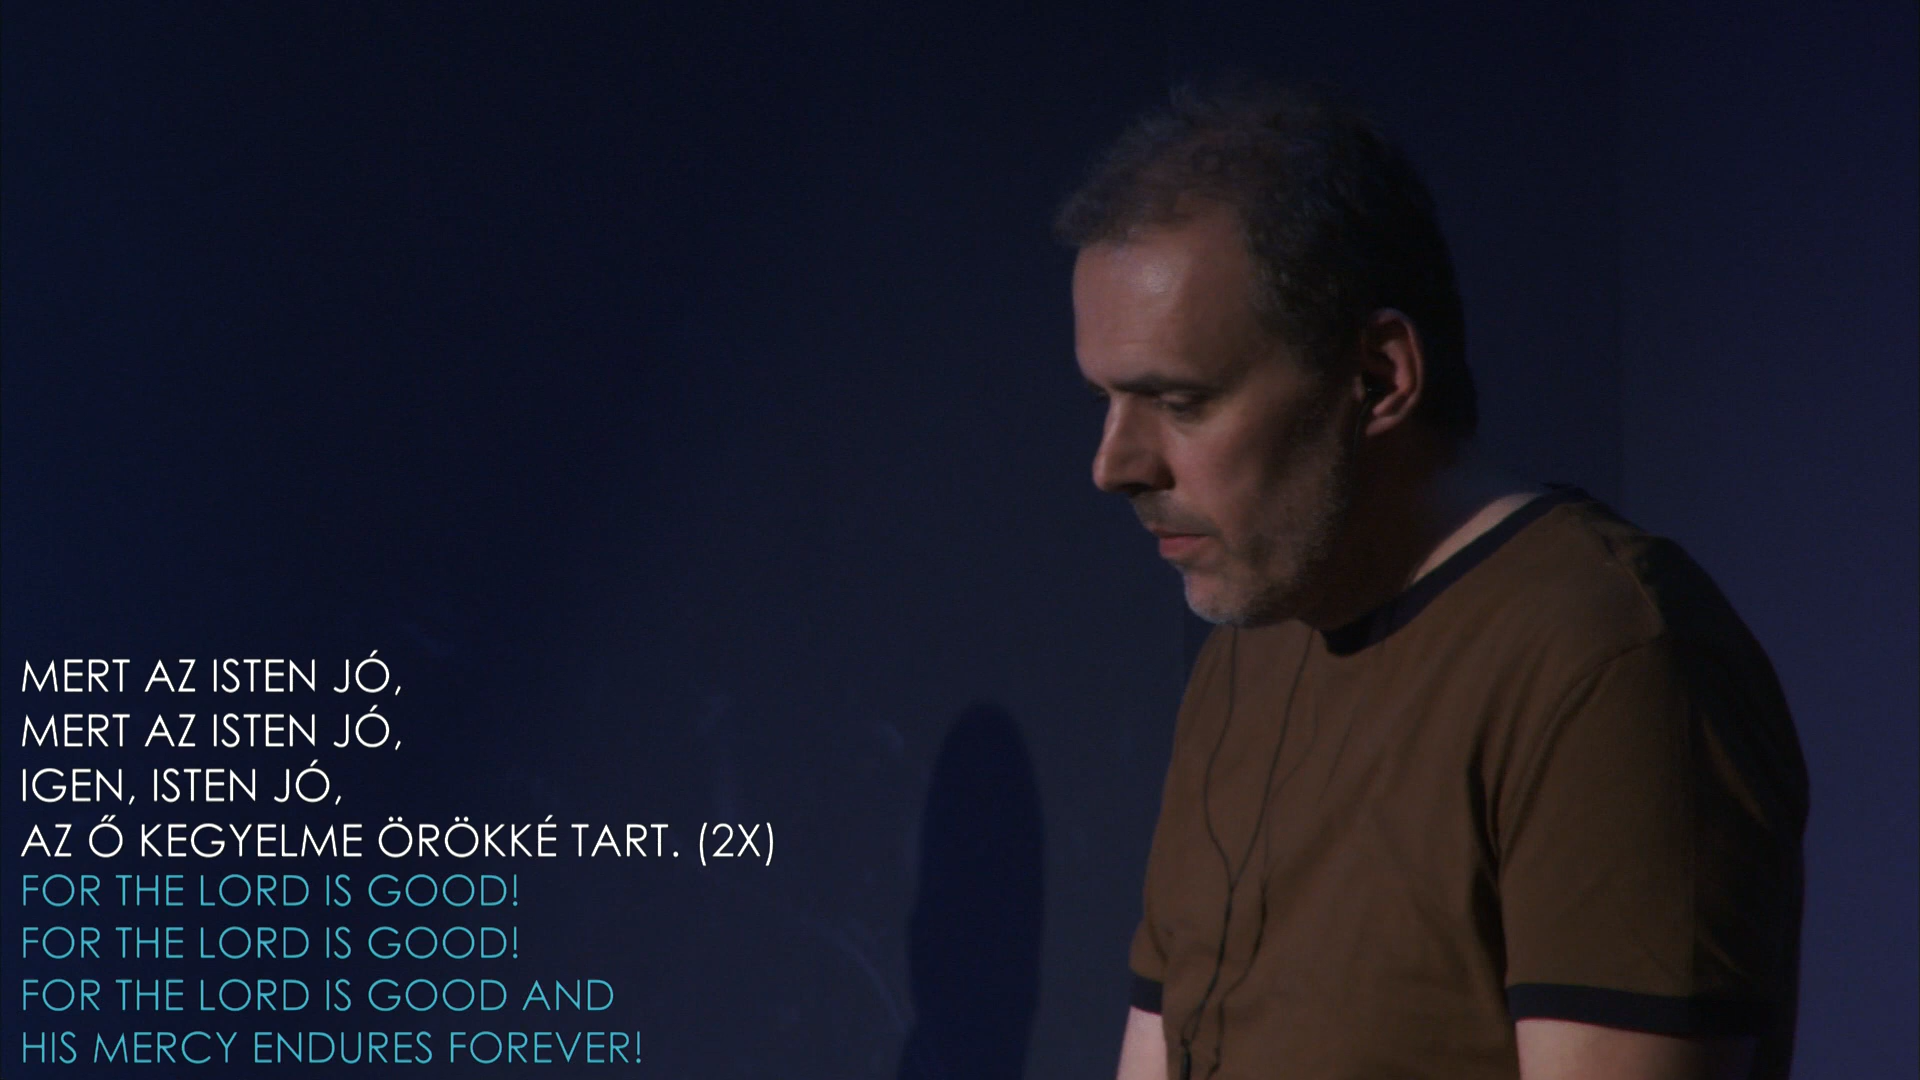 MERT AZ ISTEN JÓ,
MERT AZ ISTEN JÓ,
IGEN, ISTEN JÓ,
AZ Ő KEGYELME ÖRÖKKÉ TART. (2X)
FOR THE LORD IS GOOD!
FOR THE LORD IS GOOD!
FOR THE LORD IS GOOD AND
HIS MERCY ENDURES FOREVER!